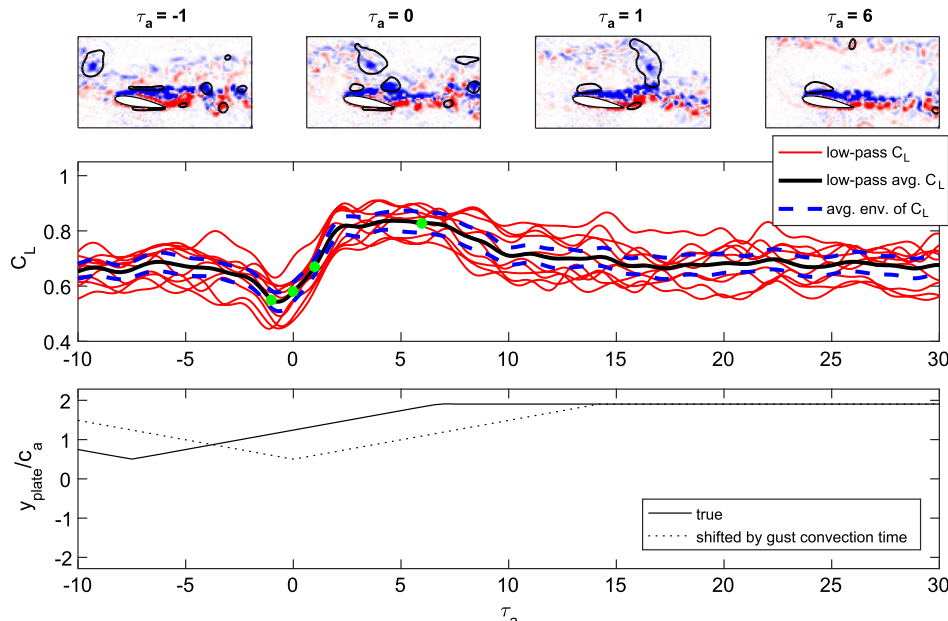 τa = -1 τa = 0 τa = 1 τa = 6
low-pass CL
low-pass avg. CL
avg. env. of CL
1
0.8
0.6
0.4
CL
-10 -5 0 5 10 15 20 25 30
2
1
0
-1
-2
yplate/ca
true
shifted by gust convection time
-10 -5 0 5 10 15 20 25 30
τa